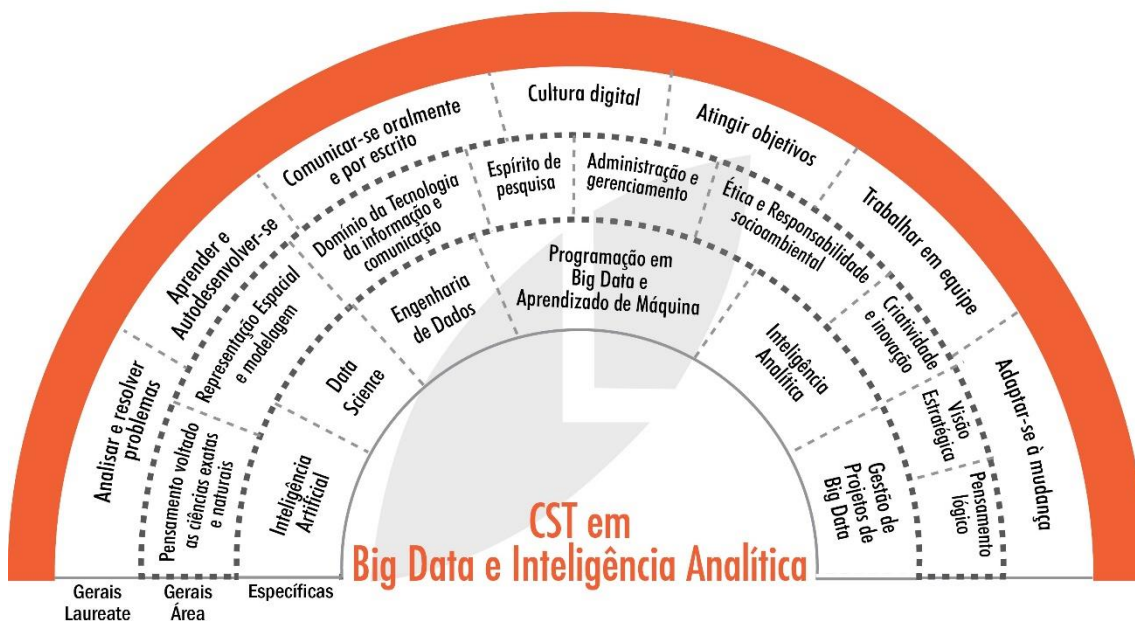 Analisar e resolver
problemas
Aprender e
Autodesenvolver-se
Comunicar-se oralmente
e por escrito
Cultura digital
Atingir objetivos
Trabalhar em equipe
Adaptar-se à mudança
Pensamento voltado
as ciências exatas
e naturais
Representação Espacial
e modelagem
Domínio da Tecnologia
da informação e
comunicação
Espírito de
pesquisa
Administração e
gerenciamento
Ética e Responsabilidade
socioambiental
Criatividade
e inovação
Visão
Estratégica
Pensamento
lógico
Inteligência
Artificial
Data
Science
Engenharia
de Dados
Programação em
Big Data e
Aprendizado de Máquina
Inteligência
Analítica
Gestão de
Projetos de
Big Data
CST em
Big Data e Inteligência Analítica
Gerais
Laureate
Gerais
Área
Específicas